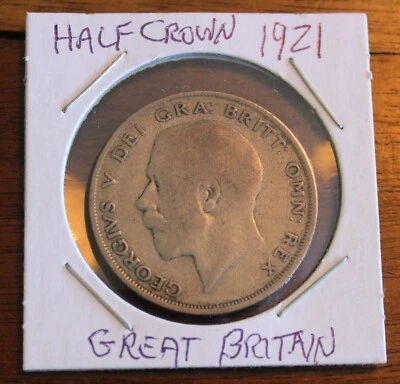 HALF CROWN 1921
GEORGIVS V DEI GRA: BRITT: OMN: REX
GREAT BRITAIN